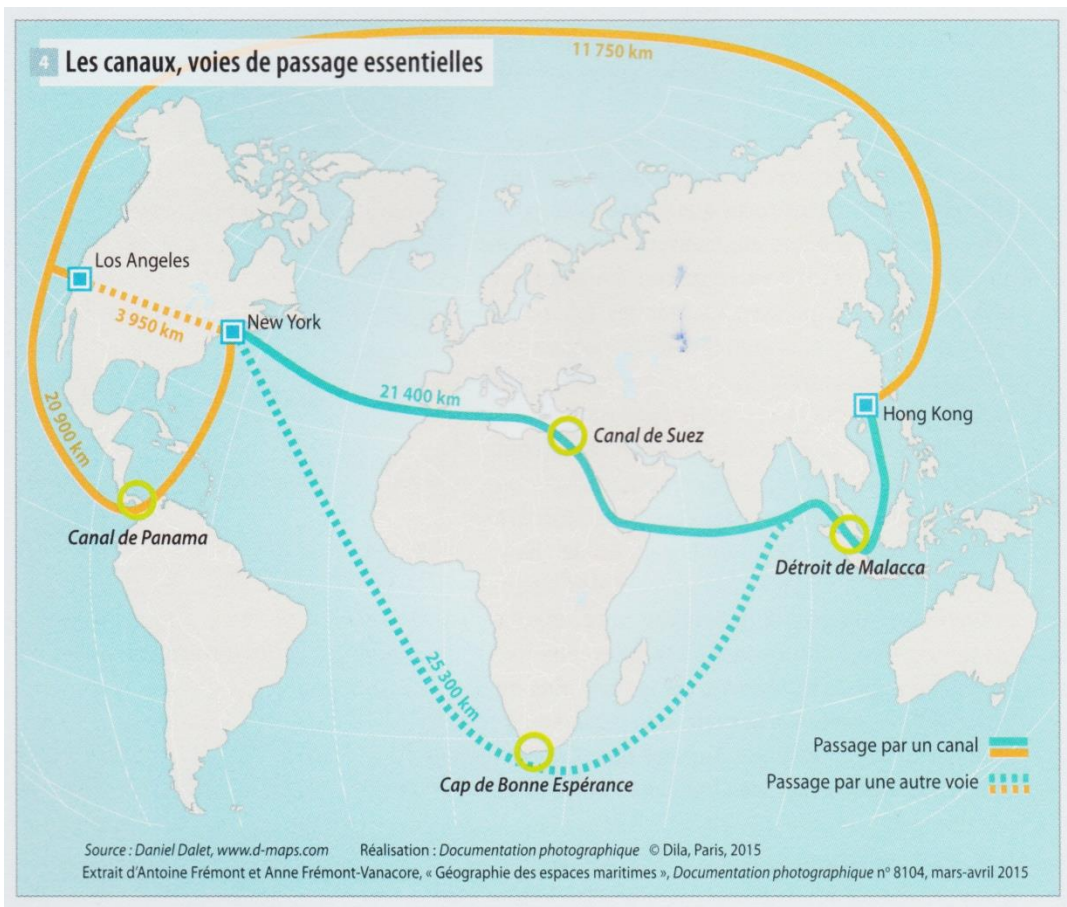 4 Les canaux, voies de passage essentielles
11 750 km
Los Angeles
3 950 km
New York
20 900 km
21 400 km
Canal de Suez
Hong Kong
Canal de Panama
Détroit de Malacca
25 300 km
Cap de Bonne Espérance
Passage par un canal
Passage par une autre voie
Source : Daniel Dalet, www.d-maps.com Réalisation : Documentation photographique © Dila, Paris, 2015
Extrait d’Antoine Frémont et Anne Frémont-Vanacore, « Géographie des espaces maritimes », Documentation photographique nº 8104, mars-avril 2015